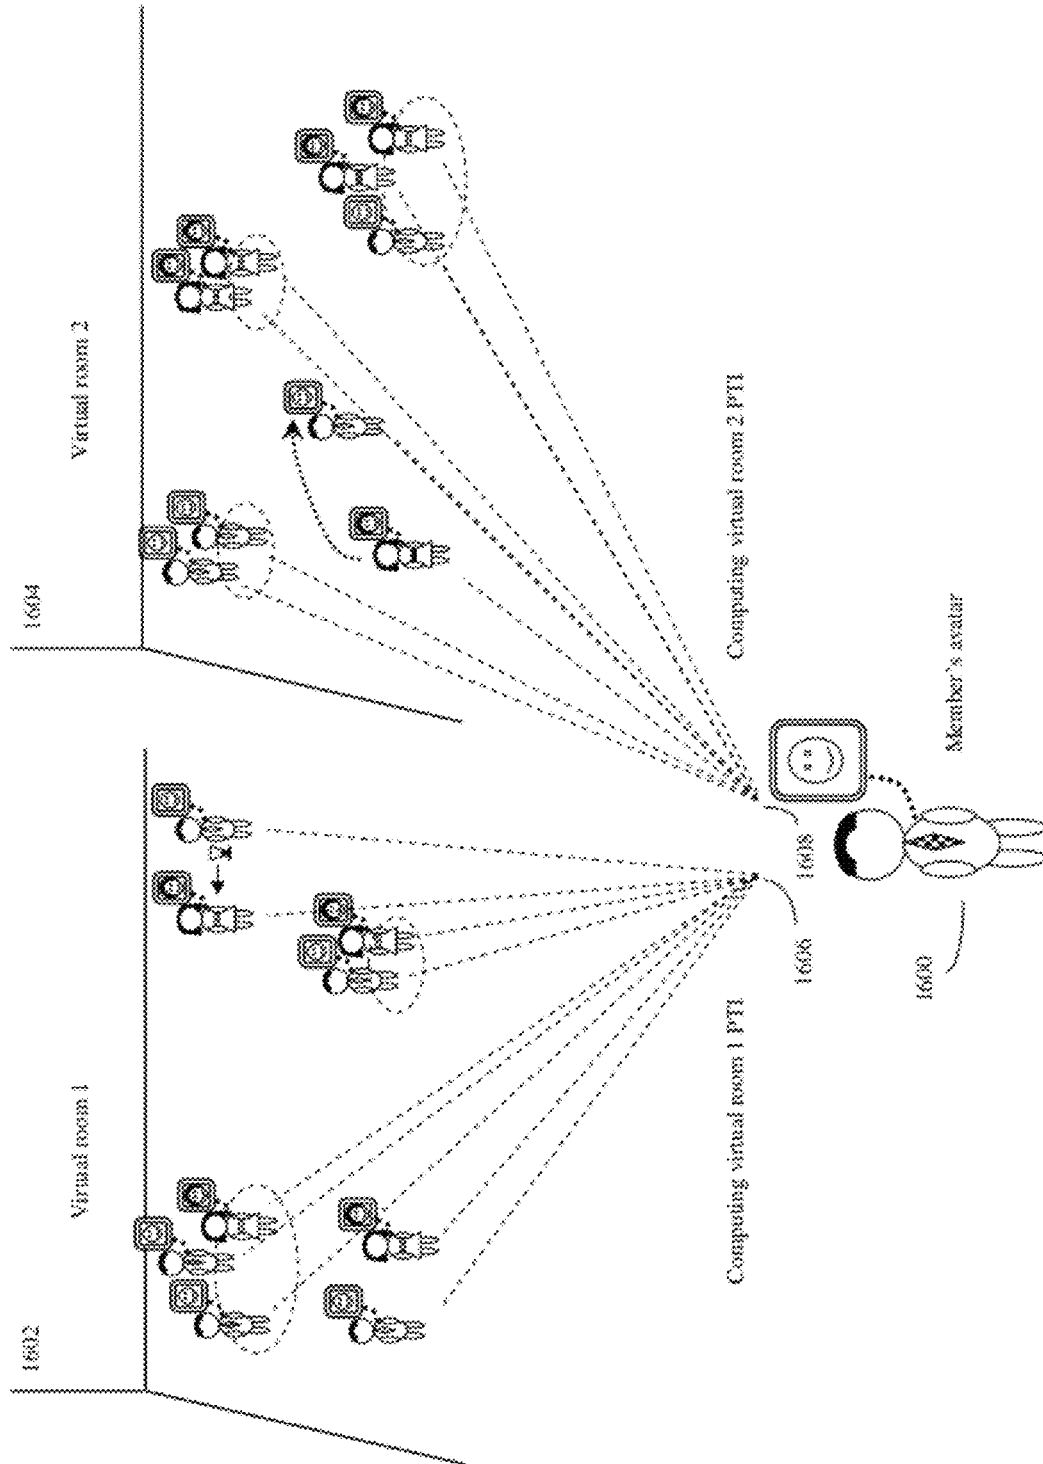 1602
Virtual room 1
1604
Virtual room 2
Computing virtual room 1 PTI
Computing virtual room 2 PTI
1606
1608
1600
Member's avatar